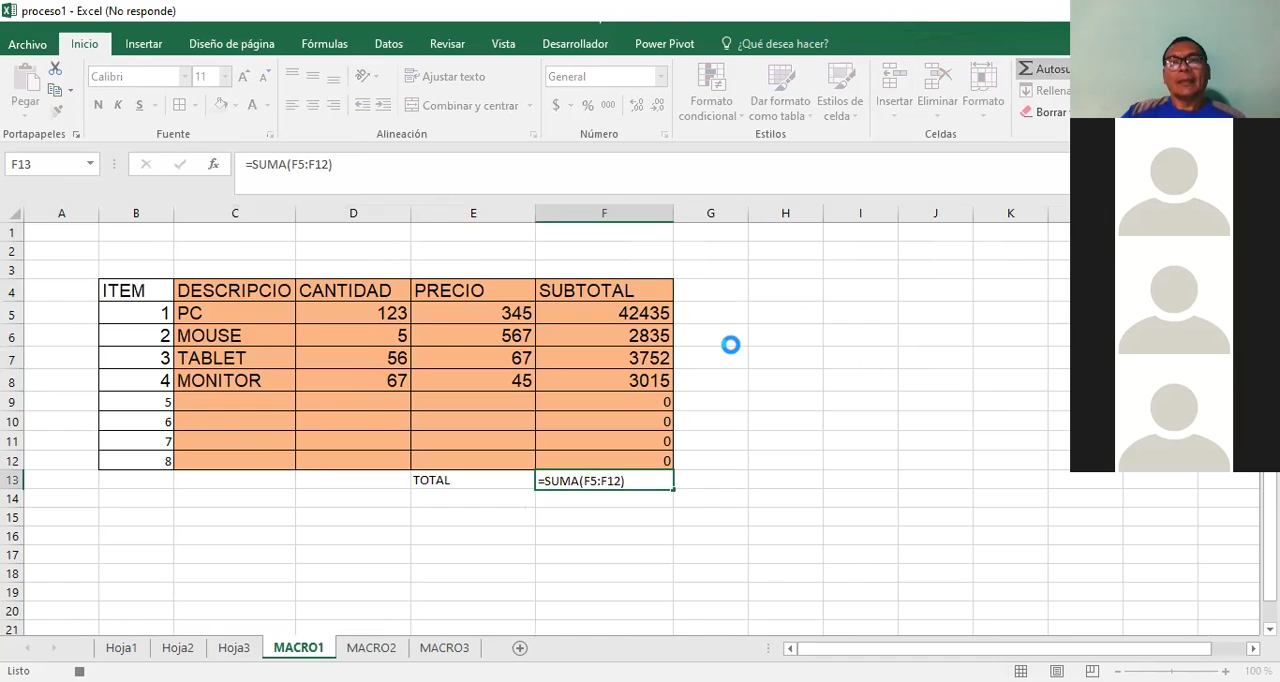 proceso1 - Excel (No responde)
Archivo Inicio Insertar Diseño de página Fórmulas Datos Revisar Vista Desarrollador Power Pivot ¿Qué desea hacer?
Calibri 11 Ajustar texto General Autosu
Pegar N K S A Combinar y centrar $ % 000 Formato condicional Dar formato como tabla Estilos de celda Insertar Eliminar Formato Rellena
Borrar
Portapapeles Fuente Alineación Número Estilos Celdas
F13 fx =SUMA(F5:F12)
A B C D E F G H I J K
1
2
3
4 ITEM DESCRIPCIO CANTIDAD PRECIO SUBTOTAL
5 1 PC 123 345 42435
6 2 MOUSE 5 567 2835
7 3 TABLET 56 67 3752
8 4 MONITOR 67 45 3015
9 5 0
10 6 0
11 7 0
12 8 0
13 TOTAL =SUMA(F5:F12)
14
15
16
17
18
19
20
21
Hoja1 Hoja2 Hoja3 MACRO1 MACRO2 MACRO3
Listo 100 %